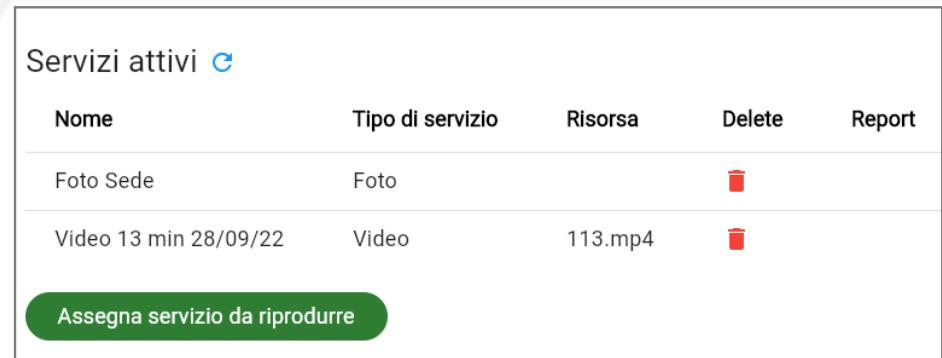 Servizi attivi
Nome Tipo di servizio Risorsa Delete Report
Foto Sede Foto
Video 13 min 28/09/22 Video 113.mp4
Assegna servizio da riprodurre